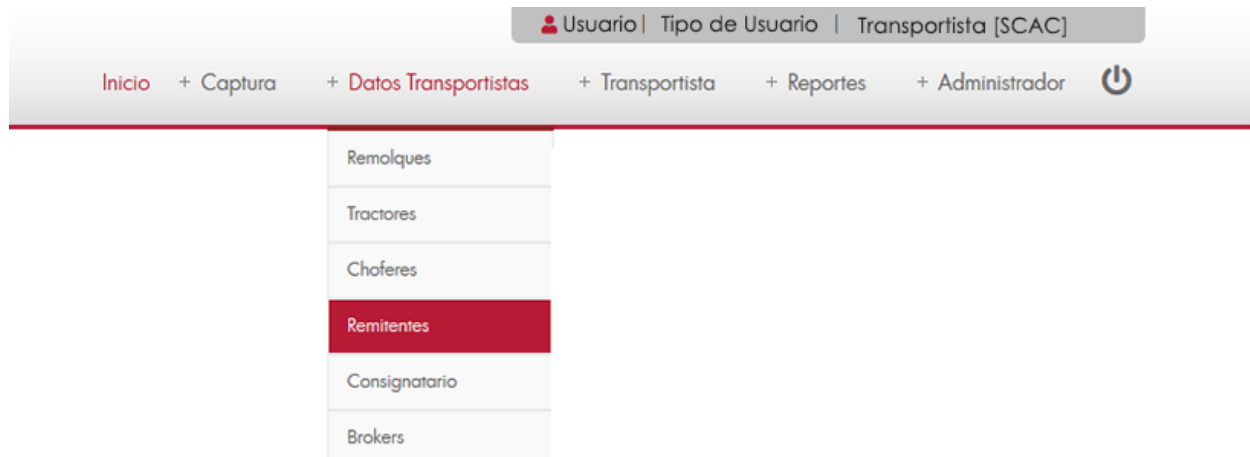 Usuario| Tipo de Usuario | Transportista [SCAC]
Inicio + Captura + Datos Transportistas + Transportista + Reportes + Administrador
Remolques
Tractores
Choferes
Remitentes
Consignatario
Brokers